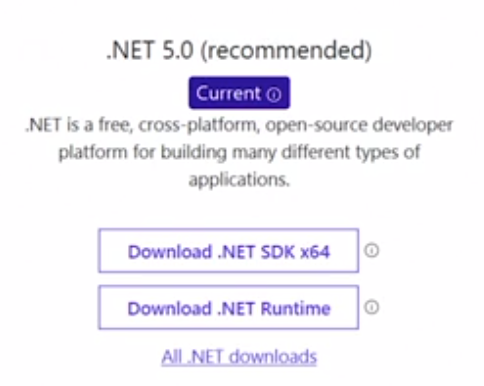 .NET 5.0 (recommended)
Current
.NET is a free, cross-platform, open-source developer
platform for building many different types of
applications.
Download .NET SDK x64
Download .NET Runtime
All .NET downloads